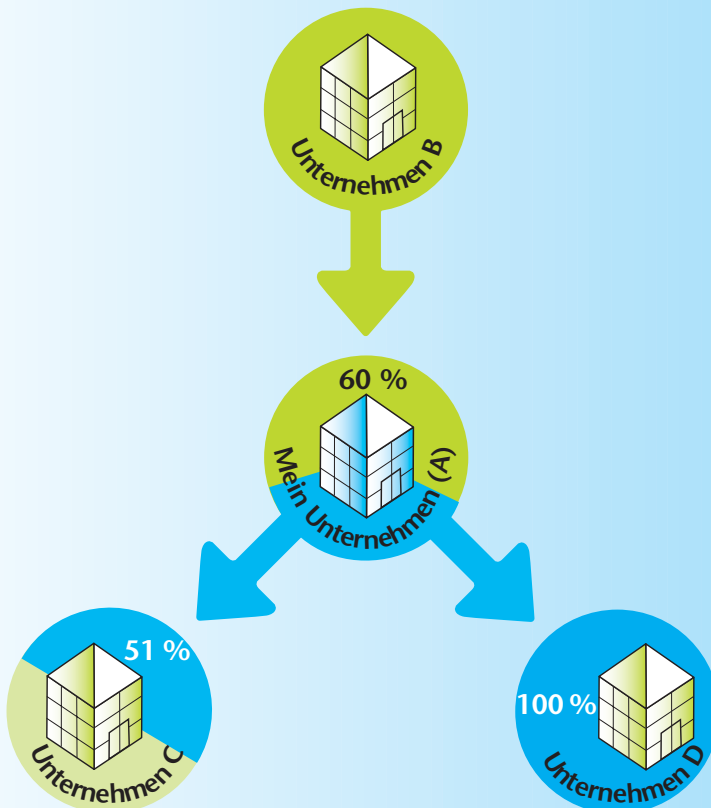 Unternehmen B
60 %
Mein Unternehmen (A)
51 %
Unternehmen C
100 %
Unternehmen D